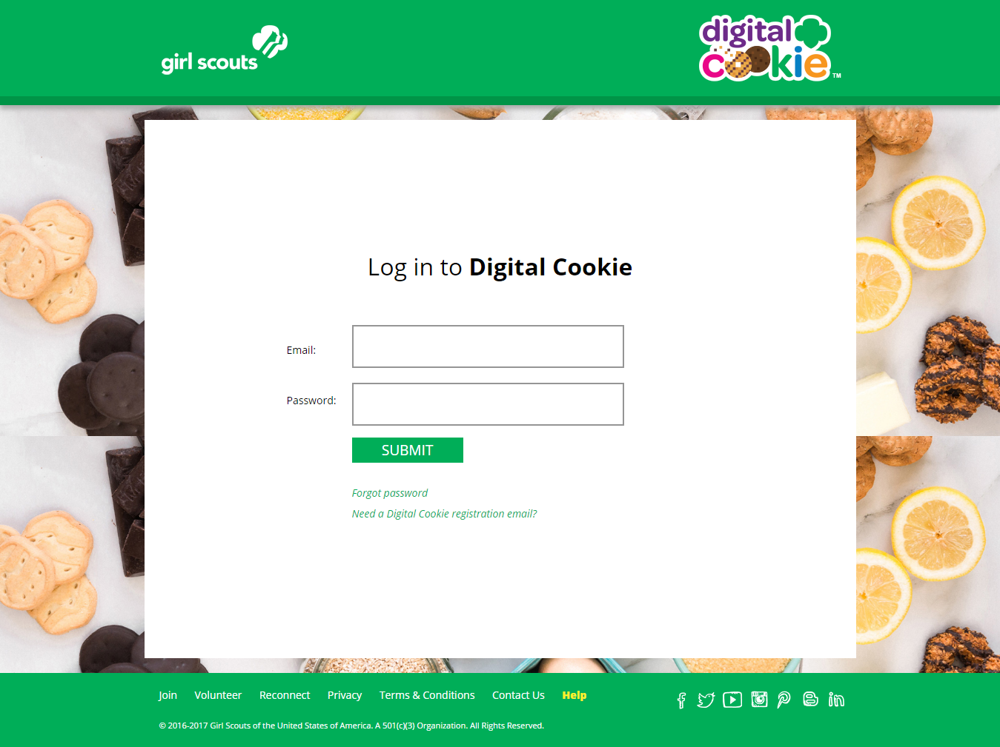 girl scouts
digital
cookie TM
Log in to Digital Cookie
Email:
Password:
SUBMIT
Forgot password
Need a Digital Cookie registration email?
Join Volunteer Reconnect Privacy Terms & Conditions Contact Us Help
© 2016-2017 Girl Scouts of the United States of America. A 501(c)(3) Organization. All Rights Reserved.